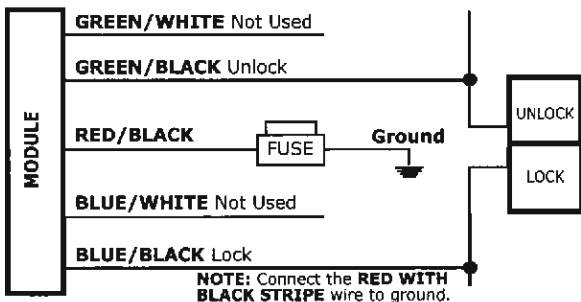 GREEN/WHITE Not Used
GREEN/BLACK Unlock
UNLOCK
RED/BLACK
FUSE
Ground
MODULE
LOCK
BLUE/WHITE Not Used
BLUE/BLACK Lock
NOTE: Connect the RED WITH
BLACK STRIPE wire to ground.